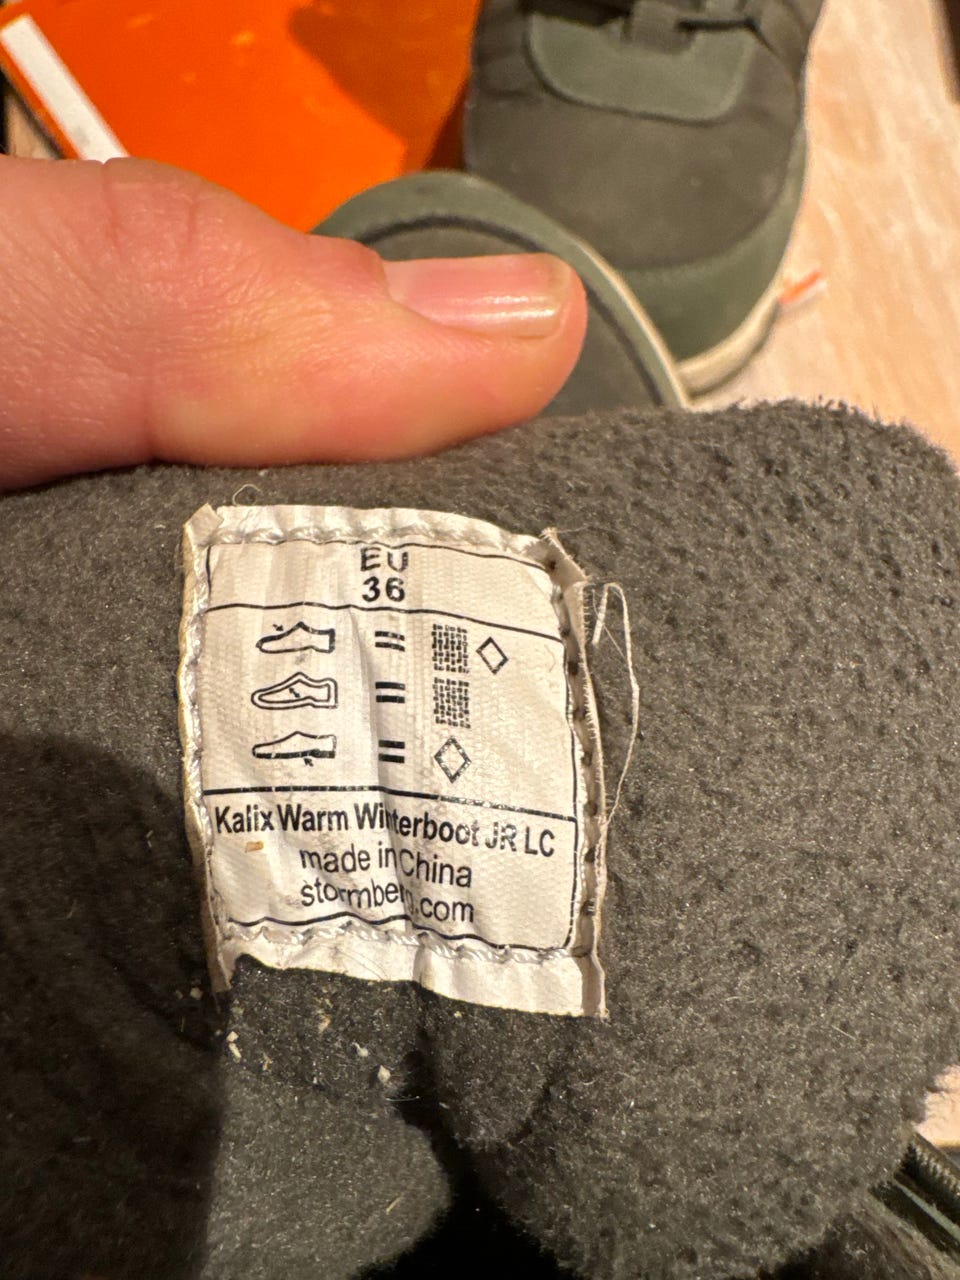 EU
36
=
=
=
Kalix Warm Winterboot JR LC
made in China
stormberg.com